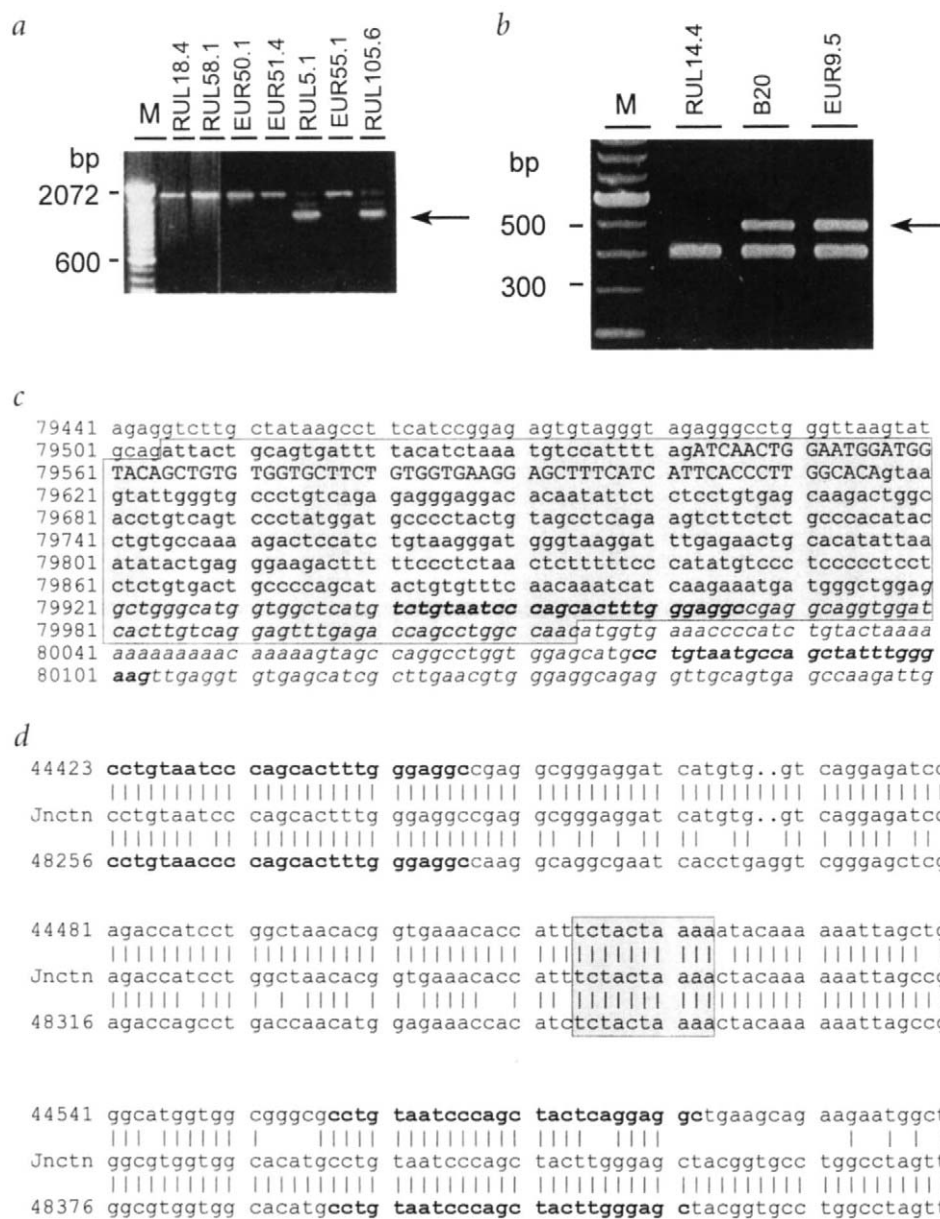 a
M RUL18.4 RUL58.1 EUR50.1 EUR51.4 RUL5.1 EUR55.1 RUL105.6
bp
2072
600
b
M RUL14.4 B20 EUR9.5
bp
500
300
c
79441 agaggtcttg ctataagcct tcatccggag agtgtagggt agagggcctg ggttaagtat
79501 gcagattact gcagtgattt tacatctaaa tgtccatttt agATCAACTG GAATGGATGG
79561 TACAGCTGTG TGGTGCTTCT GTGGTGAAGG AGCTTTCATC ATTCACCCTT GGCACAgtaa
79621 gtattgggtg ccctgtcaga gagggaggac acaatattct ctcctgtgag caagactggc
79681 acctgtcagt ccctatggat gcccctactg tagcctcaga agtcttctct gcccacatac
79741 ctgtgccaaa agactccatc tgtaagggat gggtaaggat ttgagaactg cacatattaa
79801 atatactgag ggaagacttt ttccctctaa ctctttttcc catatgtccc tccccctcct
79861 ctctgtgact gccccagcat actgtgtttc aacaaatcat caagaaatga tgggctggag
79921 gctgggcatg gtggctcatg tctgtaatcc cagcactttg ggaggccgag gcaggtggat
79981 cacttgtcag gagtttgaga ccagcctggc caacatggtg aaaccccatc tgtactaaaa
80041 aaaaaaaaac aaaaagtagc caggcctggt ggagcatgcc tgtaatgcca gctatttggg
80101 aagttgaggt gtgagcatcg cttgaacgtg ggaggcagag gttgcagtga gccaagattg
d
44423 cctgtaatcc cagcactttg ggaggccgag gcgggaggat catgtg..gt caggagatcc
Jnctn cctgtaatcc cagcactttg ggaggccgag gcgggaggat catgtg..gt caggagatcc
48256 cctgtaaccc cagcactttg ggaggccaag gcaggcgaat cacctgaggt cgggagctcg
44481 agaccatcct ggctaacacg gtgaaacacc atttctacta aaaatacaaa aaattagctg
Jnctn agaccatcct ggctaacacg gtgaaacacc atttctacta aaactacaaa aaattagccg
48316 agaccagcct gaccaacatg gagaaaccac atctctacta aaactacaaa aaattagccg
44541 ggcatggtgg cgggcgcctg taatcccagc tactcaggag gctgaagcag aagaatggct
Jnctn ggcgtggtgg cacatgcctg taatcccagc tacttgggag ctacggtgcc tggcctagtt
48376 ggcgtggtgg cacatgcctg taatcccagc tacttgggag ctacggtgcc tggcctagtt